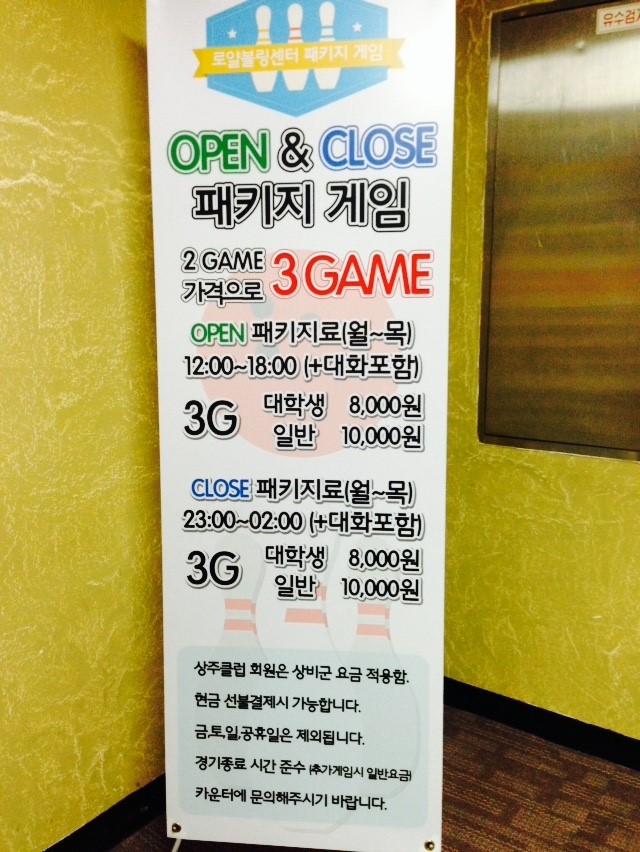 로얄볼링센터 패키지 게임
유수검지
OPEN & CLOSE
패키지 게임
2 GAME
가격으로
3 GAME
OPEN 패키지료(월~목)
12:00~18:00 (+대화포함)
3G
대학생 8,000원
일반 10,000원
CLOSE 패키지료(월~목)
23:00~02:00 (+대화포함)
3G
대학생 8,000원
일반 10,000원
상주클럽 회원은 상비군 요금 적용함.
현금 선불결제시 가능합니다.
금,토,일,공휴일은 제외됩니다.
경기종료 시간 준수 (추가게임시 일반요금)
카운터에 문의해주시기 바랍니다.